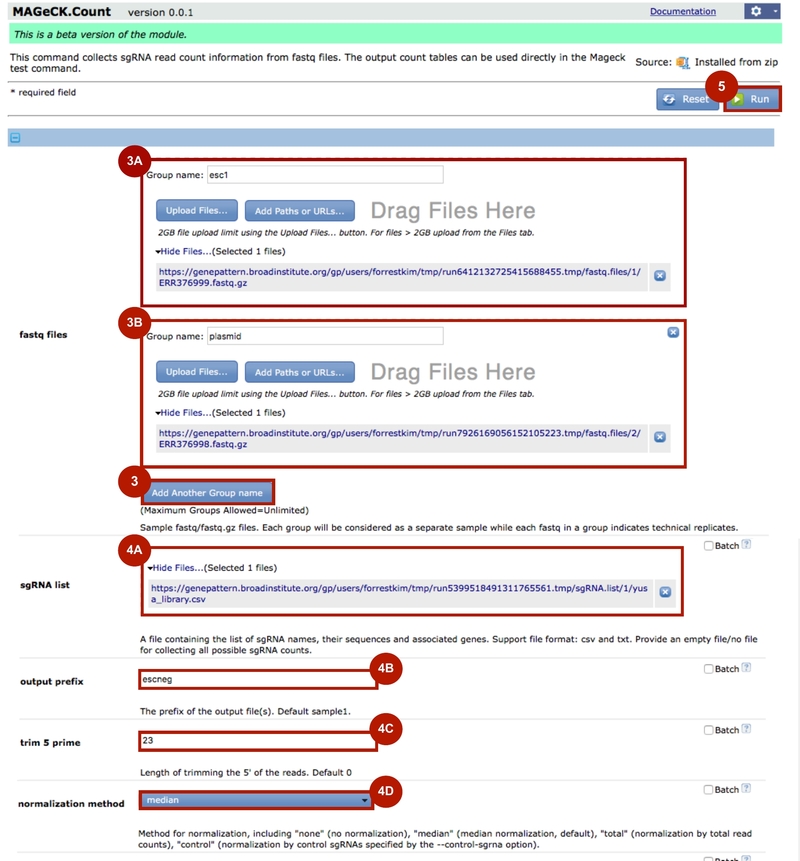 MAGeCK.Count version 0.0.1 Documentation
This is a beta version of the module.
This command collects sgRNA read count information from fastq files. The output count tables can be used directly in the Mageck
test command.
Source: Installed from zip
* required field
5
Reset Run
3A
Group name: esc1
Upload Files... Add Paths or URLs... Drag Files Here
2GB file upload limit using the Upload Files... button. For files > 2GB upload from the Files tab.
Hide Files...(Selected 1 files)
https://genepattern.broadinstitute.org/gp/users/forrestkim/tmp/run6412132725415688455.tmp/fastq.files/1/
ERR376999.fastq.gz
3B
Group name: plasmid
fastq files
Upload Files... Add Paths or URLs... Drag Files Here
2GB file upload limit using the Upload Files... button. For files > 2GB upload from the Files tab.
Hide Files...(Selected 1 files)
https://genepattern.broadinstitute.org/gp/users/forrestkim/tmp/run7926169056152105223.tmp/fastq.files/2/
ERR376998.fastq.gz
3
Add Another Group name
(Maximum Groups Allowed=Unlimited)
Sample fastq/fastq.gz files. Each group will be considered as a separate sample while each fastq in a group indicates technical replicates.
4A
Batch ?
Hide Files...(Selected 1 files)
sgRNA list
https://genepattern.broadinstitute.org/gp/users/forrestkim/tmp/run5399518491311765561.tmp/sgRNA.list/1/yus
a_library.csv
A file containing the list of sgRNA names, their sequences and associated genes. Support file format: csv and txt. Provide an empty file/no file
for collecting all possible sgRNA counts.
4B
Batch ?
output prefix escneg
The prefix of the output file(s). Default sample1.
4C
Batch ?
trim 5 prime 23
Length of trimming the 5' of the reads. Default 0
4D
Batch ?
normalization method median
Method for normalization, including "none" (no normalization), "median" (median normalization, default), "total" (normalization by total read
counts), "control" (normalization by control sgRNAs specified by the --control-sgrna option).